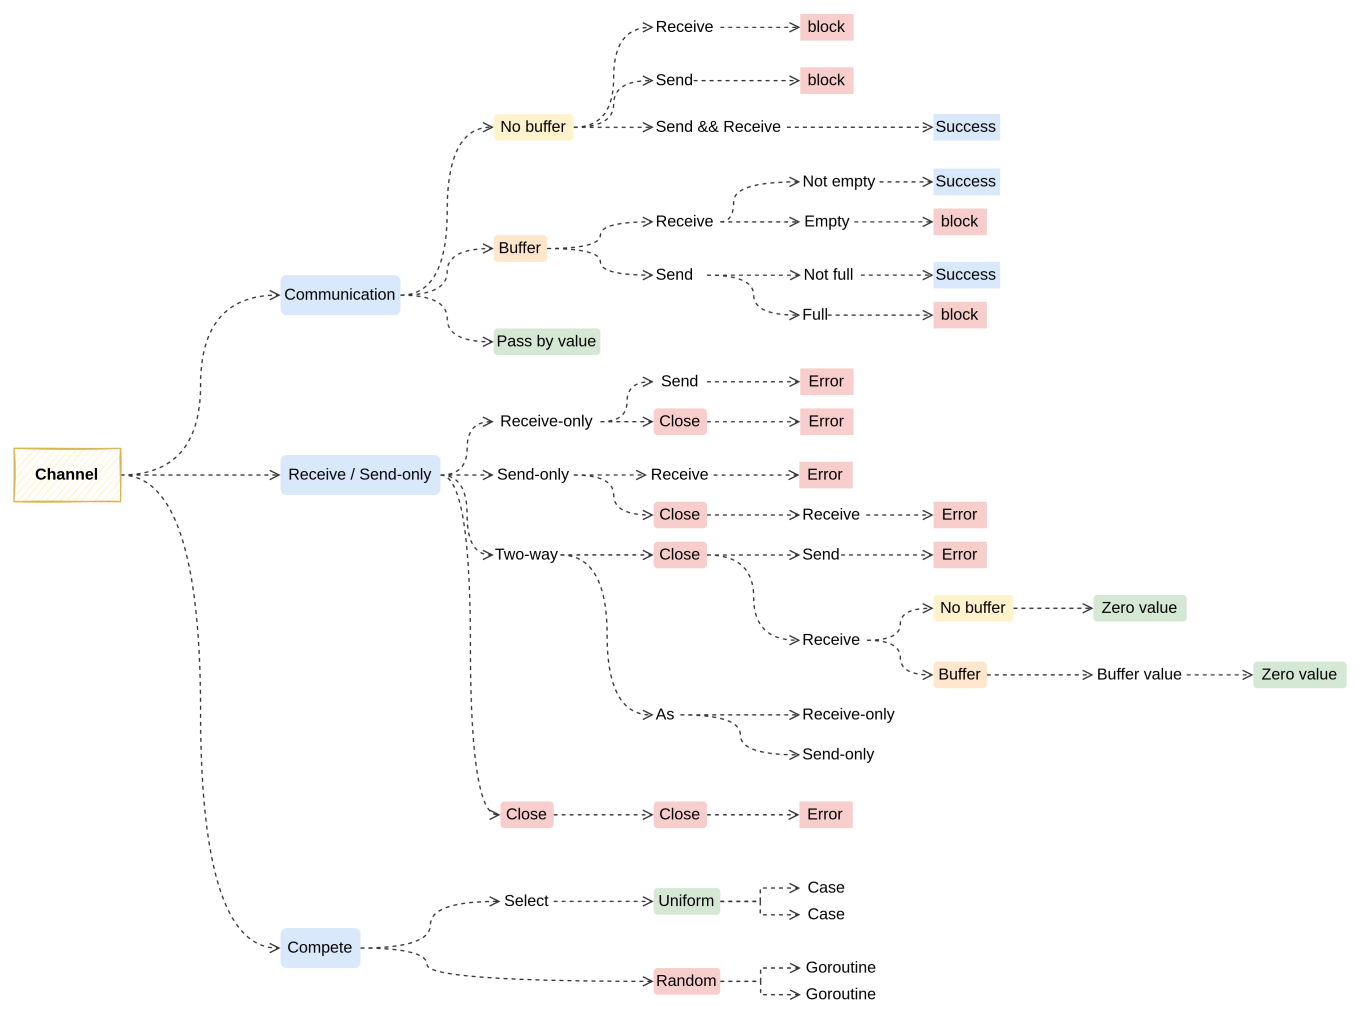 Receive
block
Send
block
No buffer
Send && Receive
Success
Not empty
Success
Receive
Empty
block
Buffer
Send
Not full
Success
Communication
Full
block
Pass by value
Send
Error
Receive-only
Close
Error
Channel
Receive / Send-only
Send-only
Receive
Error
Close
Receive
Error
Two-way
Close
Send
Error
No buffer
Zero value
Receive
Buffer
Buffer value
Zero value
As
Receive-only
Send-only
Close
Close
Error
Case
Select
Uniform
Case
Compete
Goroutine
Random
Goroutine